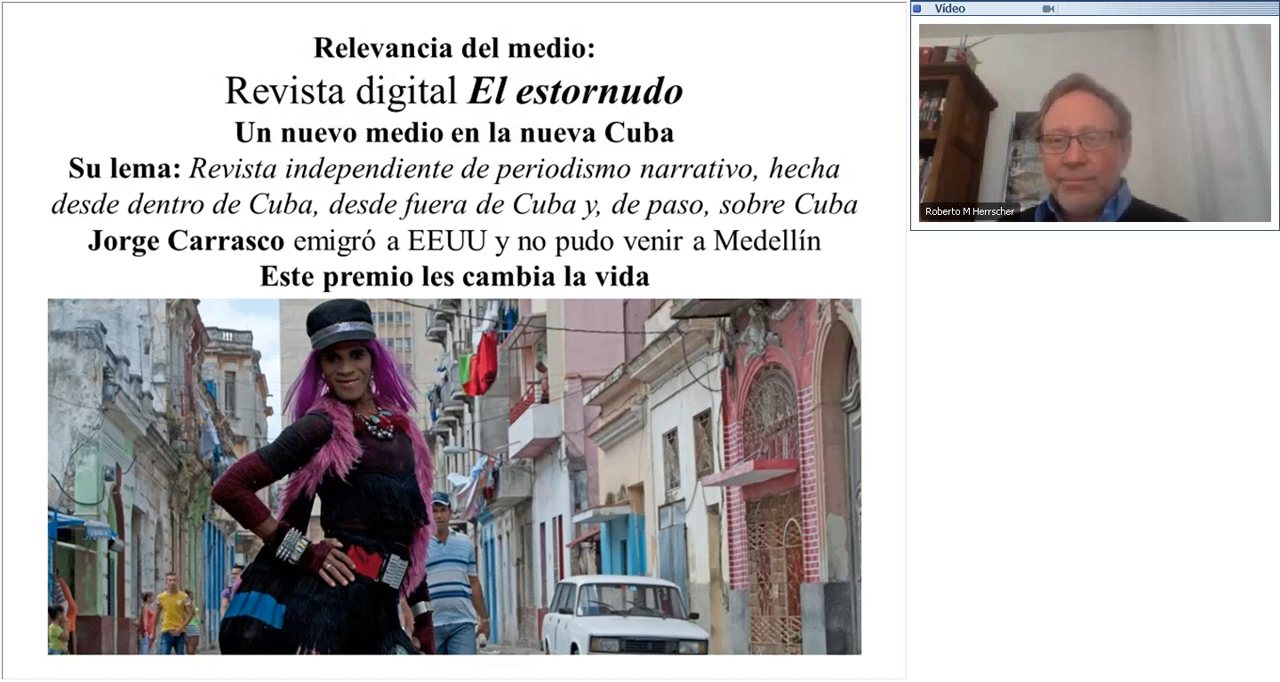 Relevancia del medio:
Revista digital El estornudo
Un nuevo medio en la nueva Cuba
Su lema: Revista independiente de periodismo narrativo, hecha
desde dentro de Cuba, desde fuera de Cuba y, de paso, sobre Cuba
Jorge Carrasco emigró a EEUU y no pudo venir a Medellín
Este premio les cambia la vida
Vídeo
Roberto M Herrscher